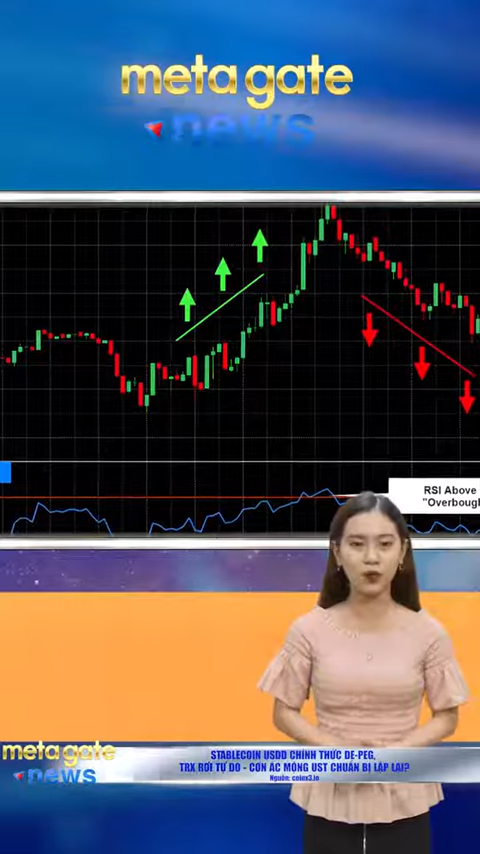 meta gate
news
RSI Above
"Overbough
meta gate
news
STABLECOIN USDD CHÍNH THỨC DE-PEG,
TRX RƠI TỰ DO - CƠN ÁC MỘNG UST CHUẨN BỊ LẶP LẠI?
Nguồn: coiex3.io